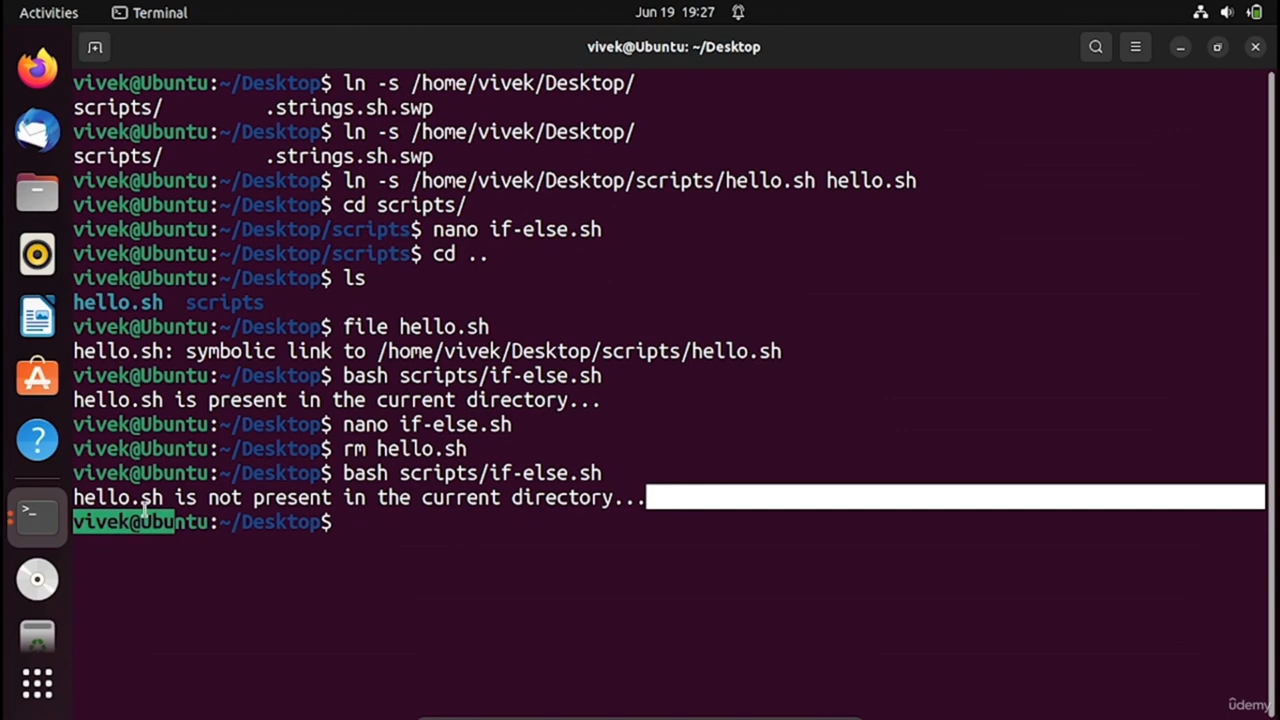 Activities Terminal Jun 19 19:27
vivek@Ubuntu: ~/Desktop
vivek@Ubuntu:~/Desktop$ ln -s /home/vivek/Desktop/
scripts/ .strings.sh.swp
vivek@Ubuntu:~/Desktop$ ln -s /home/vivek/Desktop/
scripts/ .strings.sh.swp
vivek@Ubuntu:~/Desktop$ ln -s /home/vivek/Desktop/scripts/hello.sh hello.sh
vivek@Ubuntu:~/Desktop$ cd scripts/
vivek@Ubuntu:~/Desktop/scripts$ nano if-else.sh
vivek@Ubuntu:~/Desktop/scripts$ cd ..
vivek@Ubuntu:~/Desktop$ ls
hello.sh scripts
vivek@Ubuntu:~/Desktop$ file hello.sh
hello.sh: symbolic link to /home/vivek/Desktop/scripts/hello.sh
vivek@Ubuntu:~/Desktop$ bash scripts/if-else.sh
hello.sh is present in the current directory...
vivek@Ubuntu:~/Desktop$ nano if-else.sh
vivek@Ubuntu:~/Desktop$ rm hello.sh
vivek@Ubuntu:~/Desktop$ bash scripts/if-else.sh
hello.sh is not present in the current directory...
vivek@Ubuntu:~/Desktop$
ûdemy